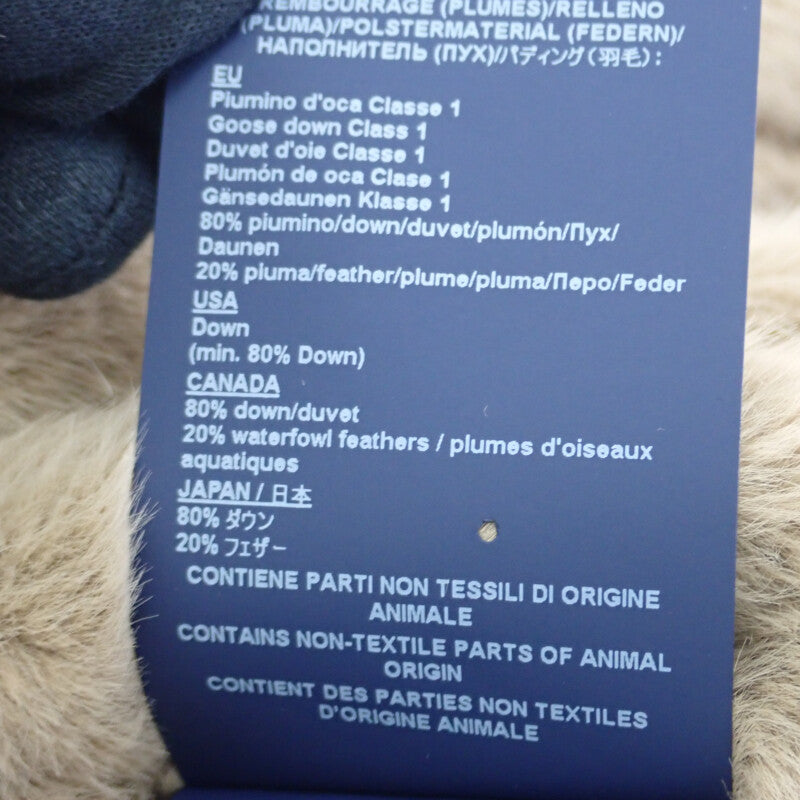 REMBOURRAGE (PLUMES)/RELLENO
(PLUMA)/POLSTERMATERIAL (FEDERN)/
НАПОЛНИТЕЛЬ (ПУХ)/パディング(羽毛):
EU
Piumino d'oca Classe 1
Goose down Class 1
Duvet d'oie Classe 1
Plumón de oca Clase 1
Gänsedaunen Klasse 1
80% piumino/down/duvet/plumón/Пух/
Daunen
20% pluma/feather/plume/pluma/Перо/Feder
USA
Down
(min. 80% Down)
CANADA
80% down/duvet
20% waterfowl feathers / plumes d'oiseaux
aquatiques
JAPAN / 日本
80% ダウン
20% フェザー
CONTIENE PARTI NON TESSILI DI ORIGINE
ANIMALE
CONTAINS NON-TEXTILE PARTS OF ANIMAL
ORIGIN
CONTIENT DES PARTIES NON TEXTILES
D'ORIGINE ANIMALE